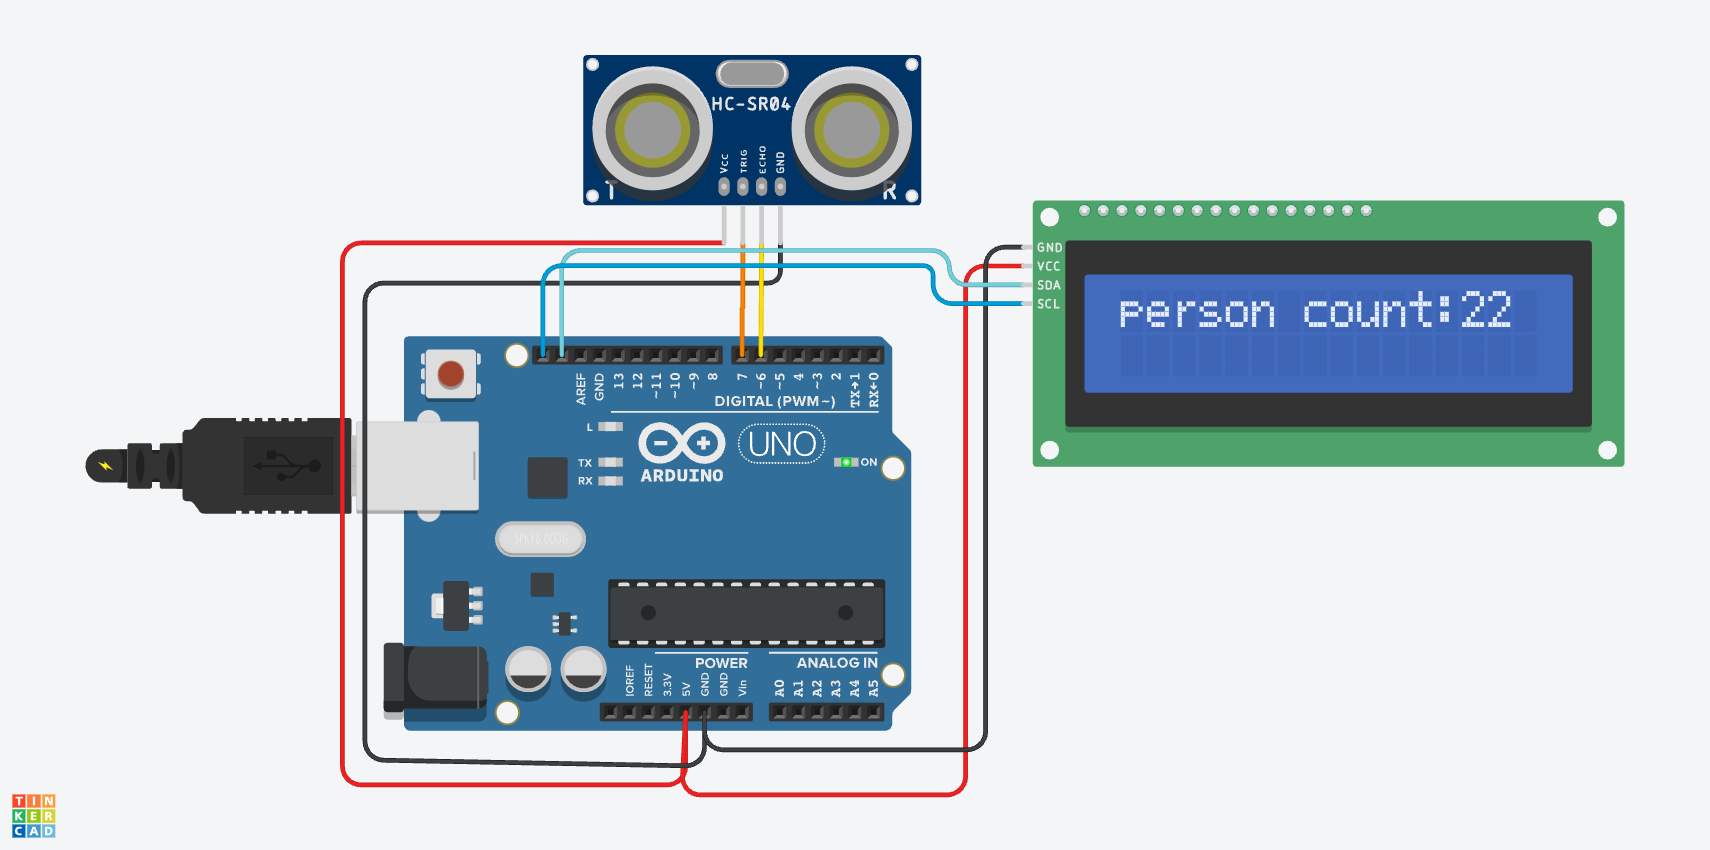 HC-SR04
VCC
TRIG
ECHO
GND
T
R
GND
VCC
SDA
SCL
person count:22
AREF
GND
13
12
~11
~10
~9
8
7
~6
~5
4
~3
2
TX→1
RX←0
DIGITAL (PWM~)
L
TX
RX
ARDUINO
UNO
ON
SPK16.000G
POWER
ANALOG IN
IOREF
RESET
3.3V
5V
GND
GND
Vin
A0
A1
A2
A3
A4
A5
TIN
KER
CAD